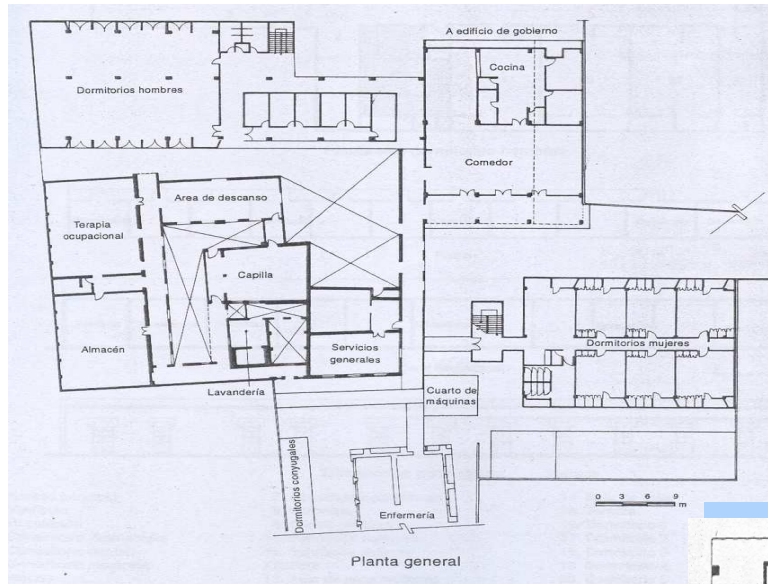 A edificio de gobierno
Cocina
Dormitorios hombres
Comedor
Area de descanso
Terapia
ocupacional
Capilla
Almacén
Servicios
generales
Dormitorios mujeres
Lavandería
Cuarto de
máquinas
Dormitorios conyugales
Enfermería
0 3 6 9
m
Planta general